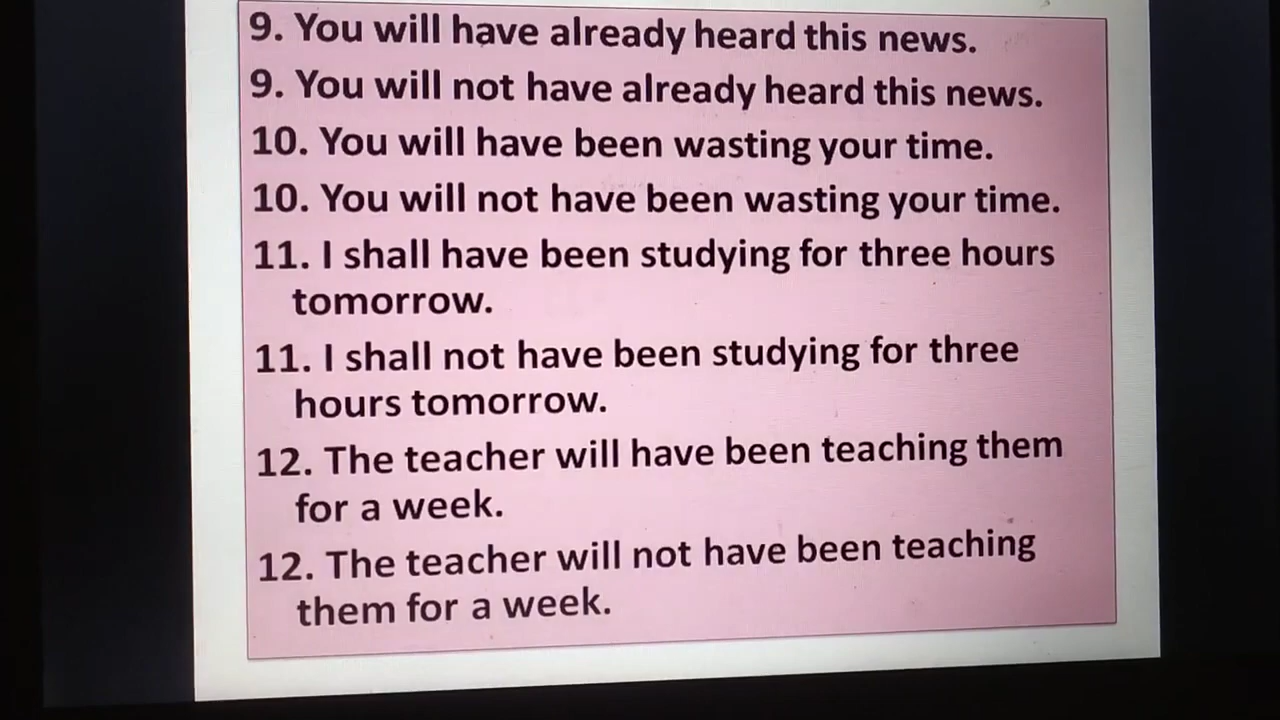 9. You will have already heard this news.
9. You will not have already heard this news.
10. You will have been wasting your time.
10. You will not have been wasting your time.
11. I shall have been studying for three hours
tomorrow.
11. I shall not have been studying for three
hours tomorrow.
12. The teacher will have been teaching them
for a week.
12. The teacher will not have been teaching
them for a week.